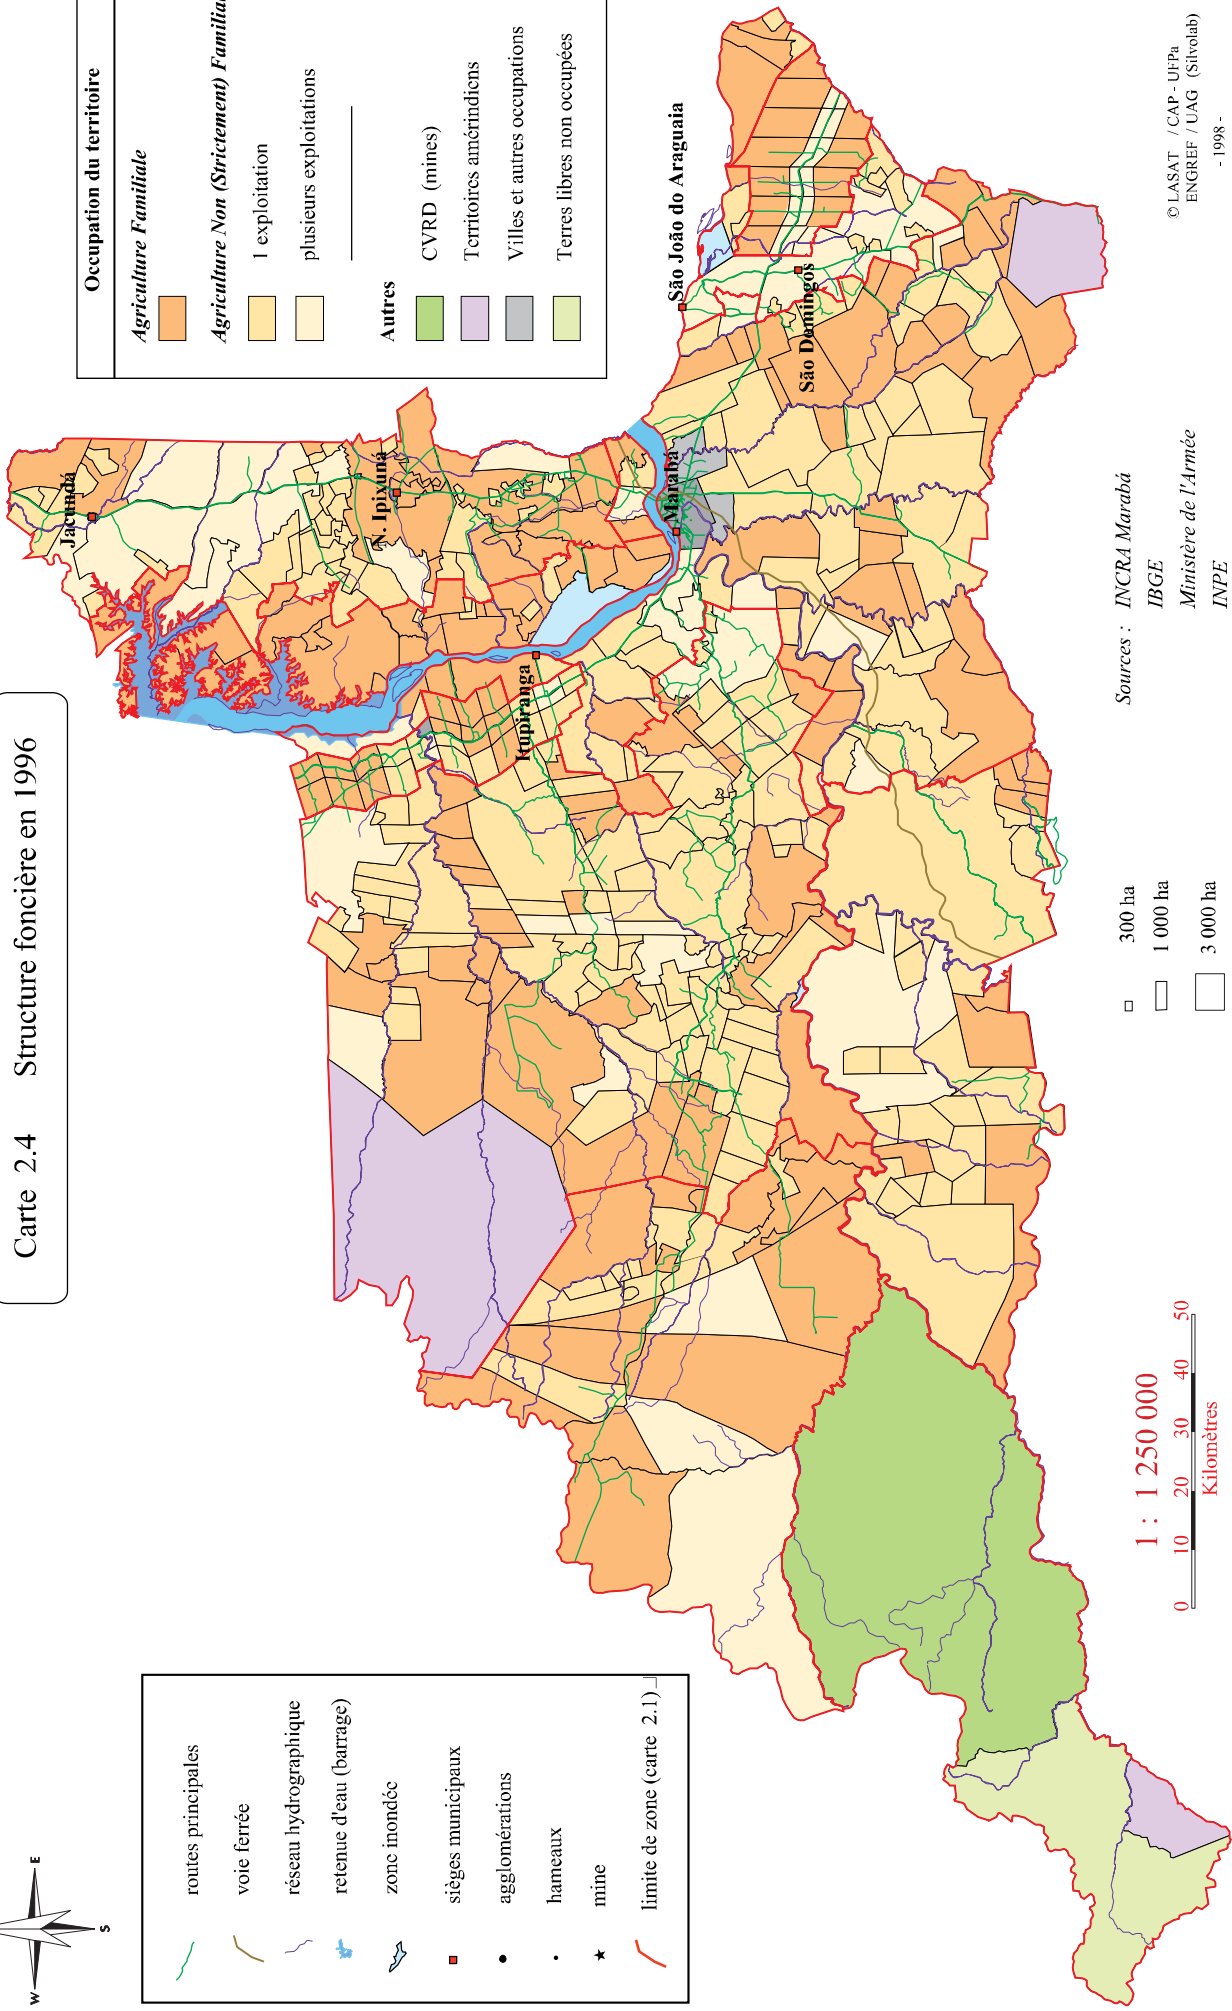 Carte 2.4 Structure foncière en 1996
W
E
S
routes principales
voie ferrée
réseau hydrographique
retenue d'eau (barrage)
zone inondée
sièges municipaux
agglomérations
hameaux
mine
limite de zone (carte 2.1)
Occupation du territoire
Agriculture Familiale
Agriculture Non (Strictement) Familiale
1 exploitation
plusieurs exploitations
Autres
CVRD (mines)
Territoires amérindiens
Villes et autres occupations
Terres libres non occupées
Jacundá
N. Ipixuná
Itupiranga
Marabá
São João do Araguaia
São Domingos
1 : 1 250 000
0 10 20 30 40 50
Kilomètres
300 ha
1 000 ha
3 000 ha
Sources : INCRA Marabá
IBGE
Ministère de l'Armée
INPE
© LASAT / CAP - UFPa
ENGREF / UAG (Silvolab)
- 1998 -